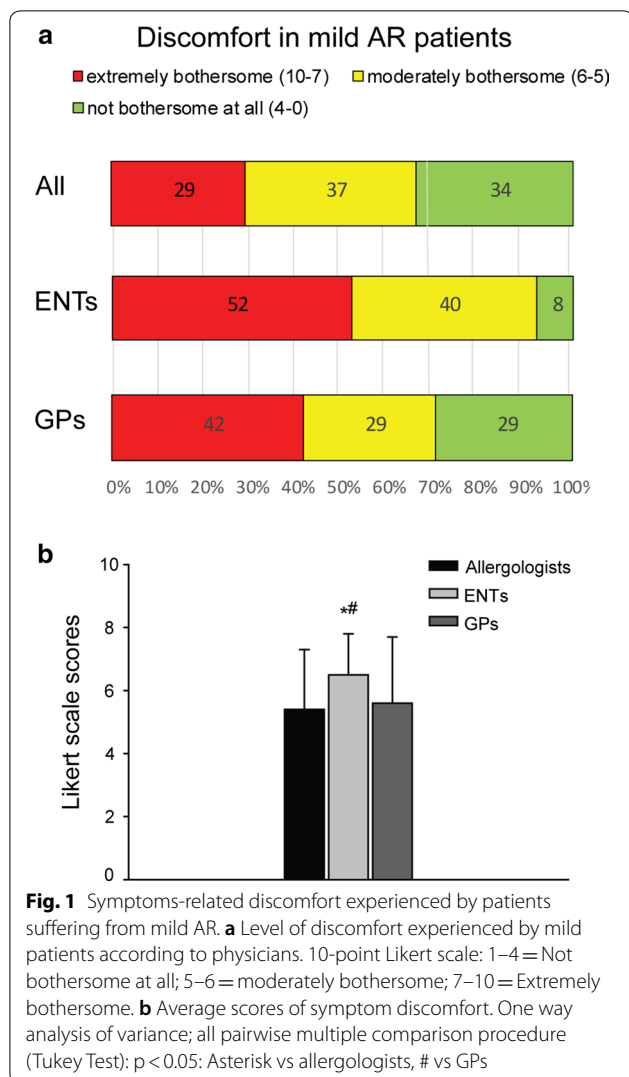 a
Discomfort in mild AR patients
extremely bothersome (10-7) moderately bothersome (6-5)
not bothersome at all (4-0)
All 29 37 34
ENTs 52 40 8
GPs 42 29 29
0% 10% 20% 30% 40% 50% 60% 70% 80% 90% 100%
b
10
8
6
4
2
0
Likert scale scores
*#
Allergologists
ENTs
GPs
Fig. 1 Symptoms-related discomfort experienced by patients
suffering from mild AR. a Level of discomfort experienced by mild
patients according to physicians. 10-point Likert scale: 1–4 = Not
bothersome at all; 5–6 = moderately bothersome; 7–10 = Extremely
bothersome. b Average scores of symptom discomfort. One way
analysis of variance; all pairwise multiple comparison procedure
(Tukey Test): p < 0.05: Asterisk vs allergologists, # vs GPs